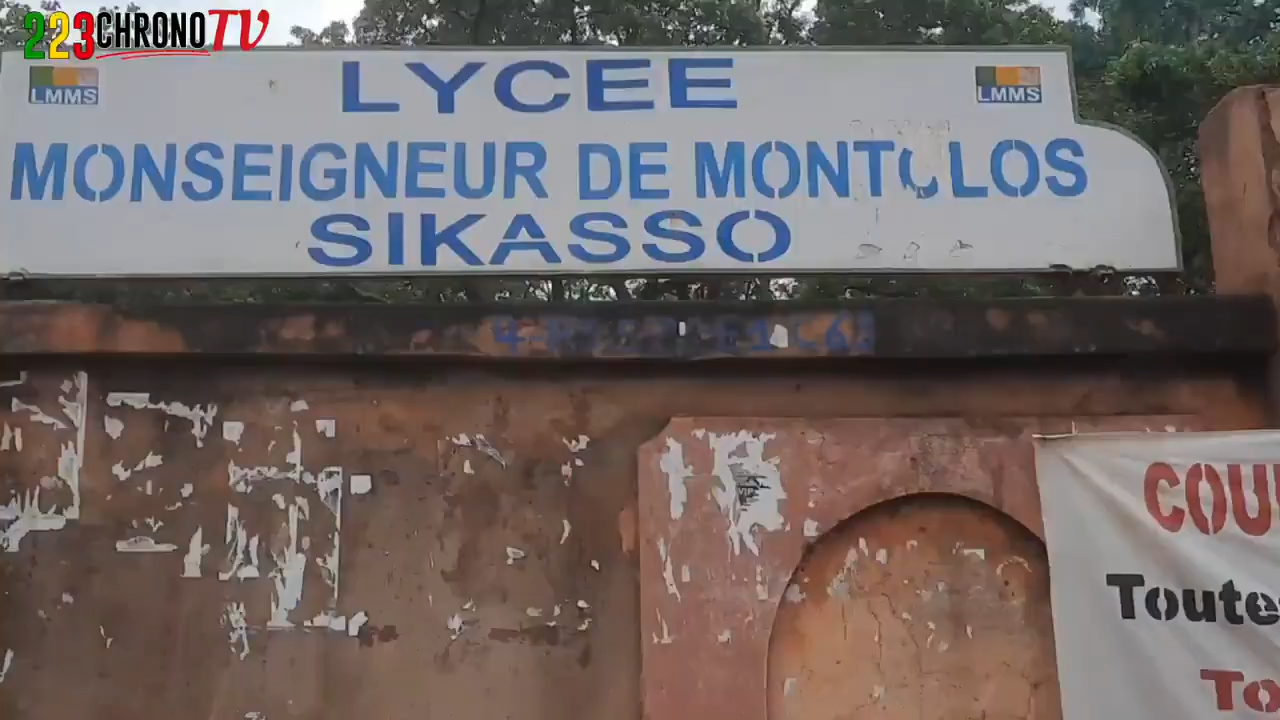 223CHRONOTV
LMMS
LYCEE
LMMS
MONSEIGNEUR DE MONTCLOS
SIKASSO
COU
Toute
To